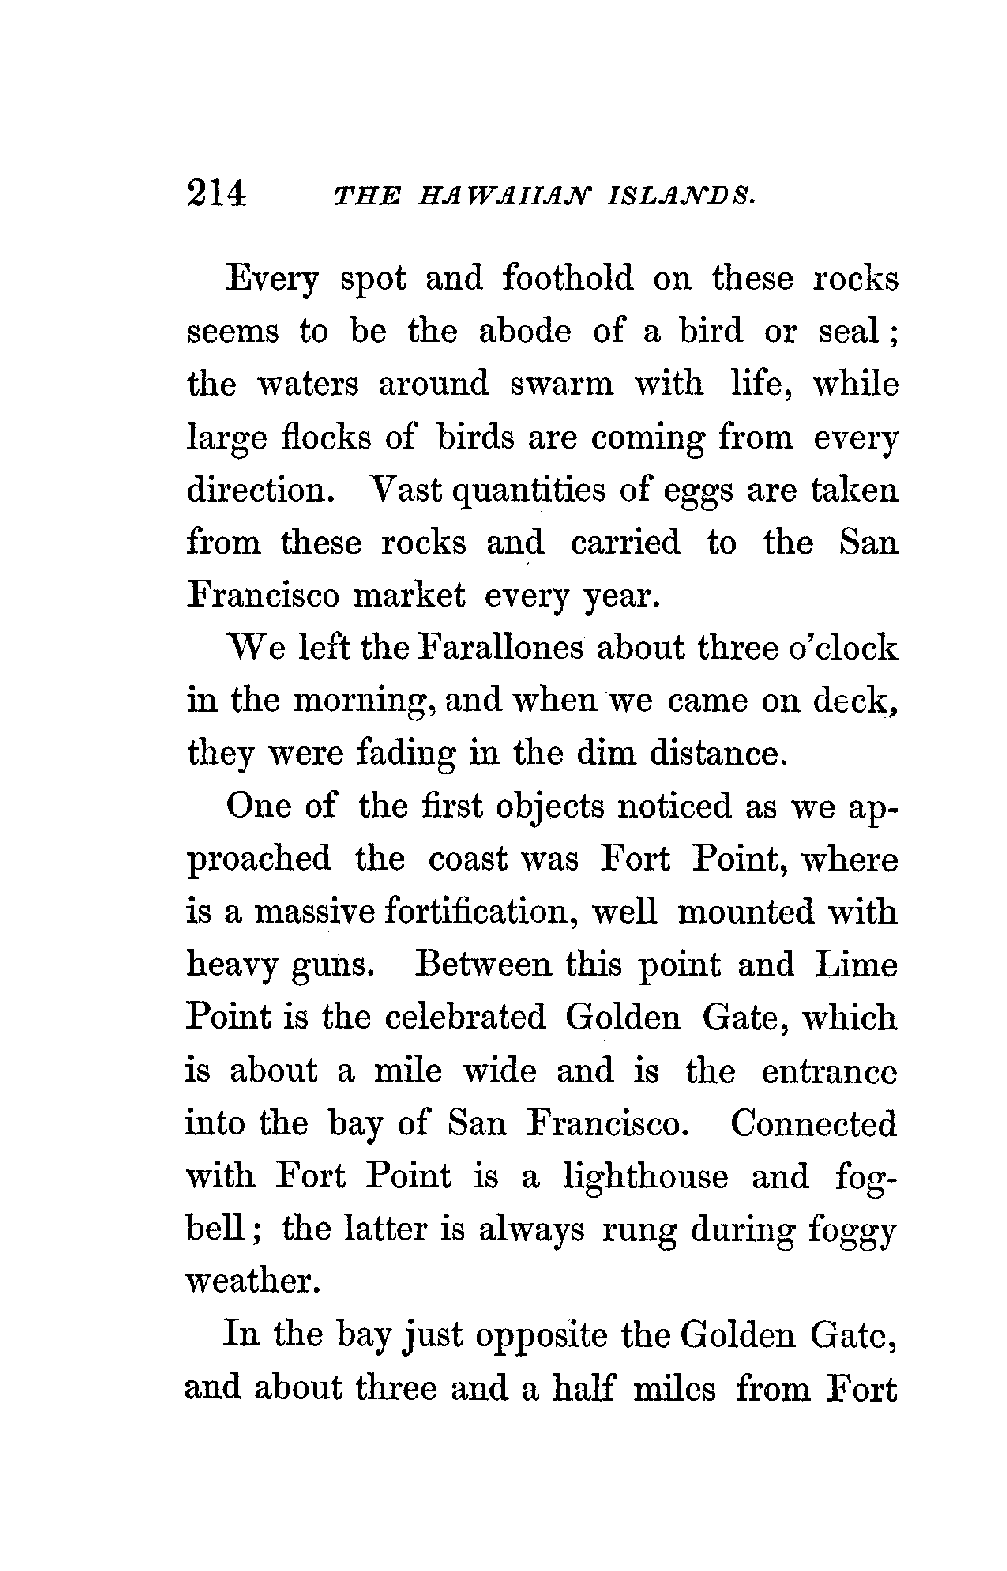 214 THE HAWAIIAN ISLANDS.
Every spot and foothold on these rocks
seems to be the abode of a bird or seal;
the waters around swarm with life, while
large flocks of birds are coming from every
direction. Vast quantities of eggs are taken
from these rocks and carried to the San
Francisco market every year.
We left the Farallones about three o'clock
in the morning, and when we came on deck,
they were fading in the dim distance.
One of the first objects noticed as we ap-
proached the coast was Fort Point, where
is a massive fortification, well mounted with
heavy guns. Between this point and Lime
Point is the celebrated Golden Gate, which
is about a mile wide and is the entrance
into the bay of San Francisco. Connected
with Fort Point is a lighthouse and fog-
bell; the latter is always rung during foggy
weather.
In the bay just opposite the Golden Gate,
and about three and a half miles from Fort